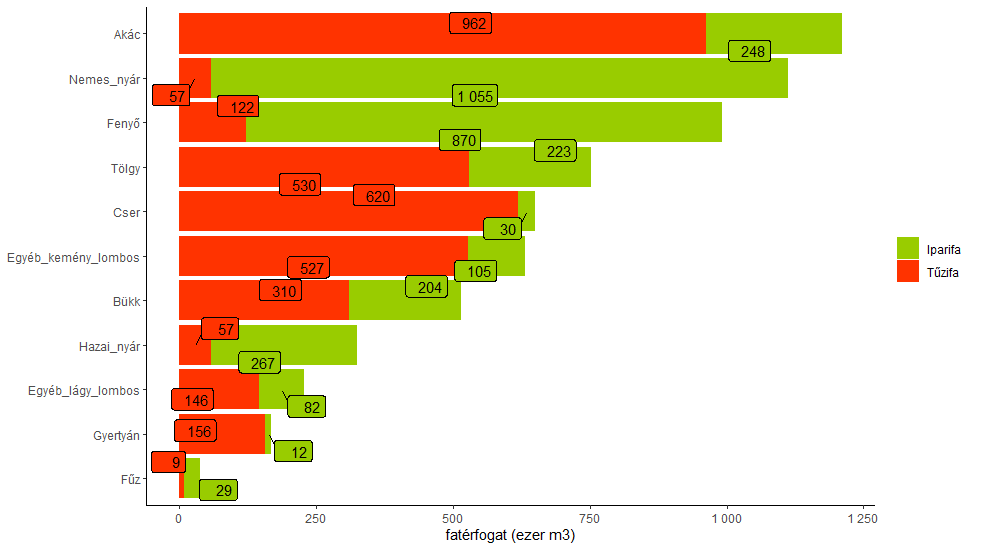 Akác
962
248
Nemes_nyár
57
1 055
Fenyő
122
870
Tölgy
530
223
Cser
620
30
Egyéb_kemény_lombos
527
105
Bükk
310
204
Hazai_nyár
57
267
Egyéb_lágy_lombos
146
82
Gyertyán
156
12
Fűz
9
29
0 250 500 750 1 000 1 250
fatérfogat (ezer m3)
Iparifa
Tűzifa